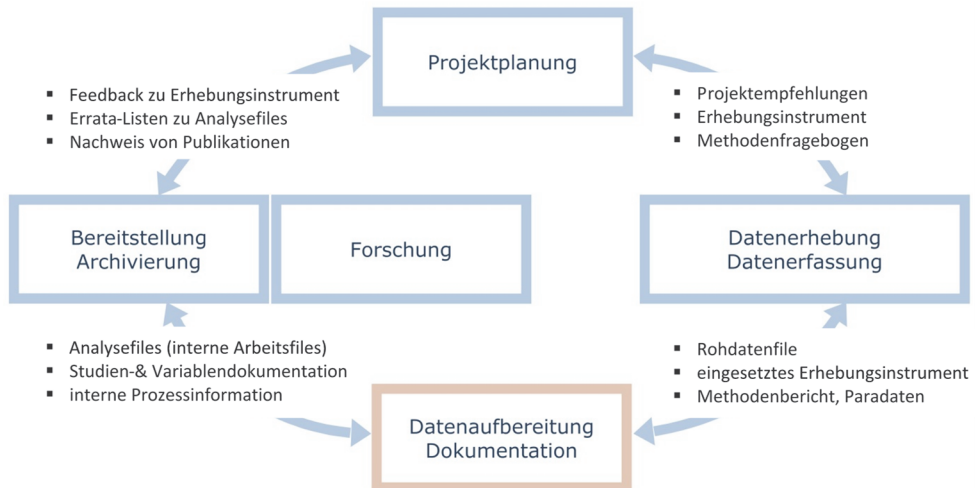 Projektplanung
▪ Feedback zu Erhebungsinstrument
▪ Errata-Listen zu Analysefiles
▪ Nachweis von Publikationen
▪ Projektempfehlungen
▪ Erhebungsinstrument
▪ Methodenfragebogen
Bereitstellung
Archivierung
Forschung
Datenerhebung
Datenerfassung
▪ Analysefiles (interne Arbeitsfiles)
▪ Studien-& Variablendokumentation
▪ interne Prozessinformation
▪ Rohdatenfile
▪ eingesetztes Erhebungsinstrument
▪ Methodenbericht, Paradaten
Datenaufbereitung
Dokumentation